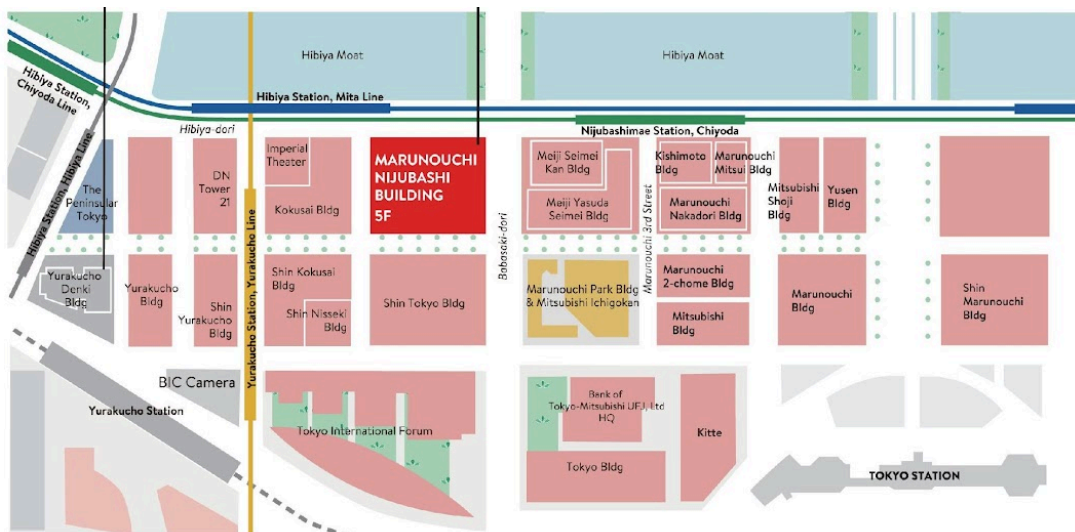 Hibiya Moat
Hibiya Moat
Hibiya Station,
Chiyoda Line
Hibiya Station, Mita Line
Hibiya-dori
Nijubashimae Station, Chiyoda
Hibiya Station, Hibiya Line
The
Peninsular
Tokyo
DN
Tower
21
Imperial
Theater
Kokusai Bldg
MARUNOUCHI
NIJUBASHI
BUILDING
5F
Babasaki-dori
Meiji Seimei
Kan Bldg
Meiji Yasuda
Seimei Bldg
Marunouchi 3rd Street
Kishimoto
Bldg
Marunouchi
Mitsui Bldg
Marunouchi
Nakadori Bldg
Mitsubishi
Shoji
Bldg
Yusen
Bldg
Yurakucho
Denki
Bldg
Yurakucho
Bldg
Shin
Yurakucho
Bldg
Yurakucho Station, Yurakucho Line
Shin Kokusai
Bldg
Shin Nisseki
Bldg
Shin Tokyo Bldg
Marunouchi Park Bldg
& Mitsubishi Ichigokan
Marunouchi
2-chome Bldg
Mitsubishi
Bldg
Marunouchi
Bldg
Shin
Marunouchi
Bldg
BIC Camera
Yurakucho Station
Tokyo International Forum
Bank of
Tokyo-Mitsubishi UFJ, ltd
HQ
Tokyo Bldg
Kitte
TOKYO STATION